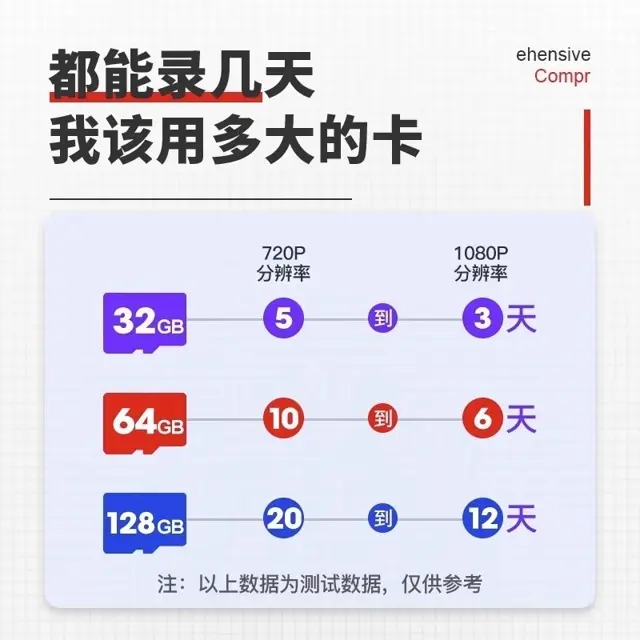 都能录几天
我该用多大的卡
ehensive
Compr
720P
分辨率
1080P
分辨率
32GB 5 到 3 天
64GB 10 到 6 天
128GB 20 到 12 天
注：以上数据为测试数据，仅供参考